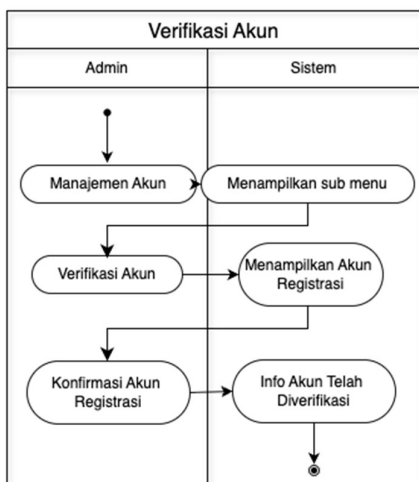 Verifikasi Akun
Admin
Sistem
Manajemen Akun
Menampilkan sub menu
Verifikasi Akun
Menampilkan Akun
Registrasi
Konfirmasi Akun
Registrasi
Info Akun Telah
Diverifikasi